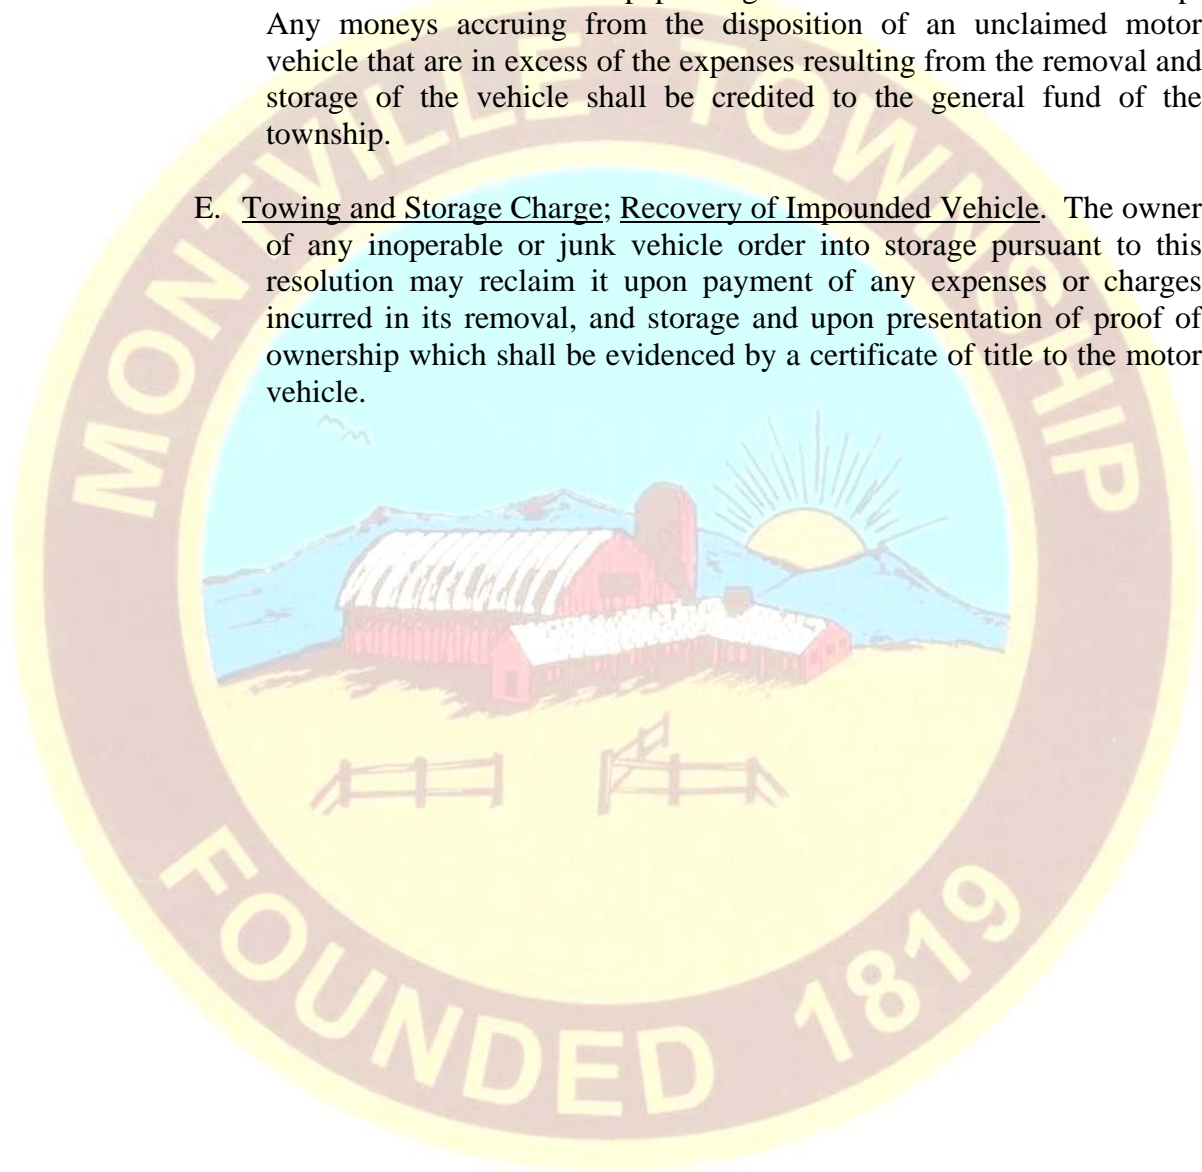 Any moneys accruing from the disposition of an unclaimed motor
vehicle that are in excess of the expenses resulting from the removal and
storage of the vehicle shall be credited to the general fund of the
township.
E. Towing and Storage Charge; Recovery of Impounded Vehicle. The owner
of any inoperable or junk vehicle order into storage pursuant to this
resolution may reclaim it upon payment of any expenses or charges
incurred in its removal, and storage and upon presentation of proof of
ownership which shall be evidenced by a certificate of title to the motor
vehicle.
MONTVILLE TOWNSHIP
FOUNDED 1819